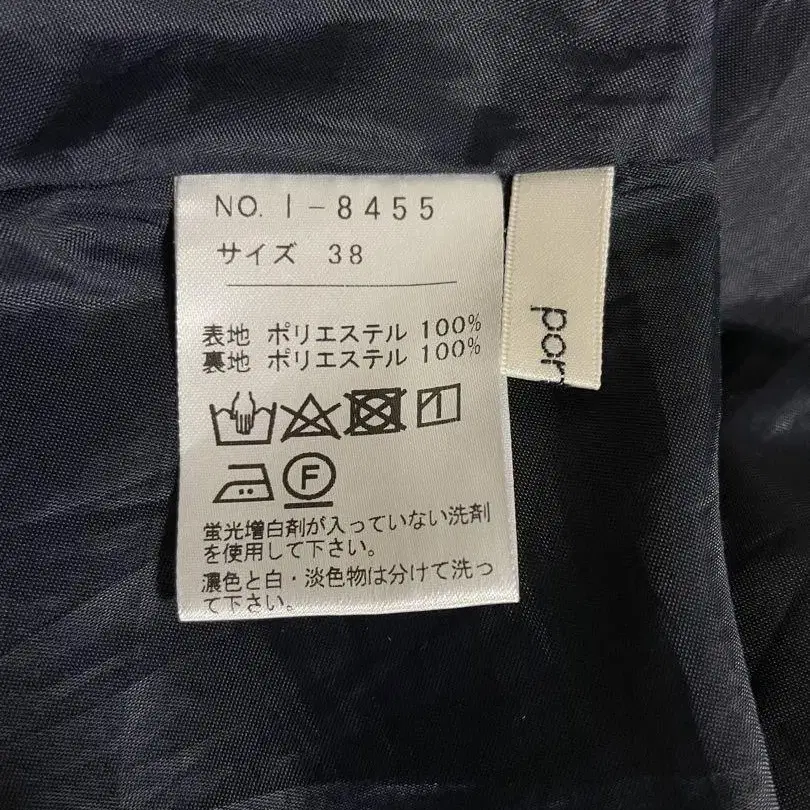 NO. I-8455
サイズ 38
表地 ポリエステル 100%
裏地 ポリエステル 100%
F
蛍光増白剤が入っていない洗剤
を使用して下さい。
濃色と白・淡色物は分けて洗っ
て下さい。